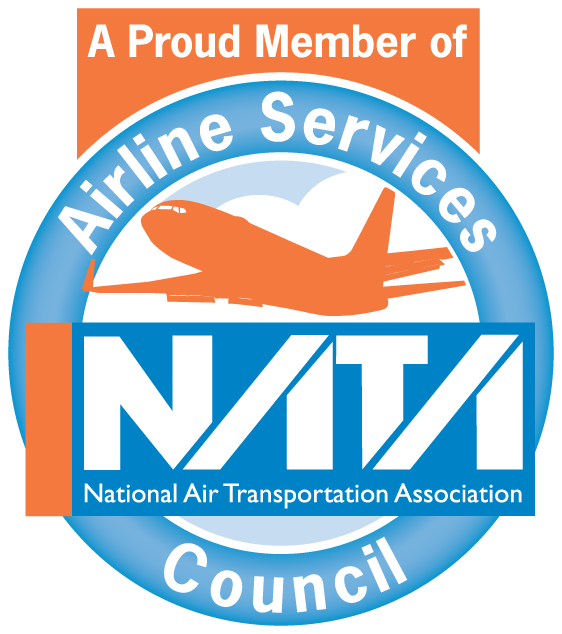 A Proud Member of
Airline Services
NATA
National Air Transportation Association
Council